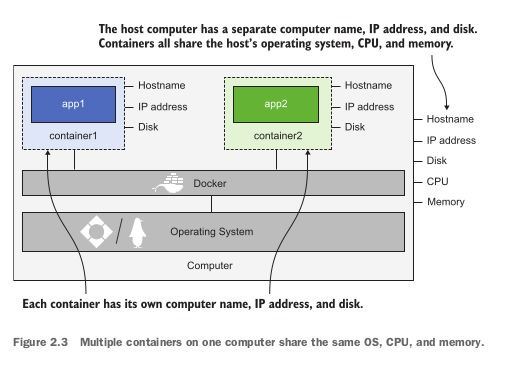 The host computer has a separate computer name, IP address, and disk.
Containers all share the host's operating system, CPU, and memory.
app1
container1
Hostname
IP address
Disk
app2
container2
Hostname
IP address
Disk
Hostname
IP address
Disk
CPU
Memory
Docker
Operating System
Computer
Each container has its own computer name, IP address, and disk.
Figure 2.3 Multiple containers on one computer share the same OS, CPU, and memory.